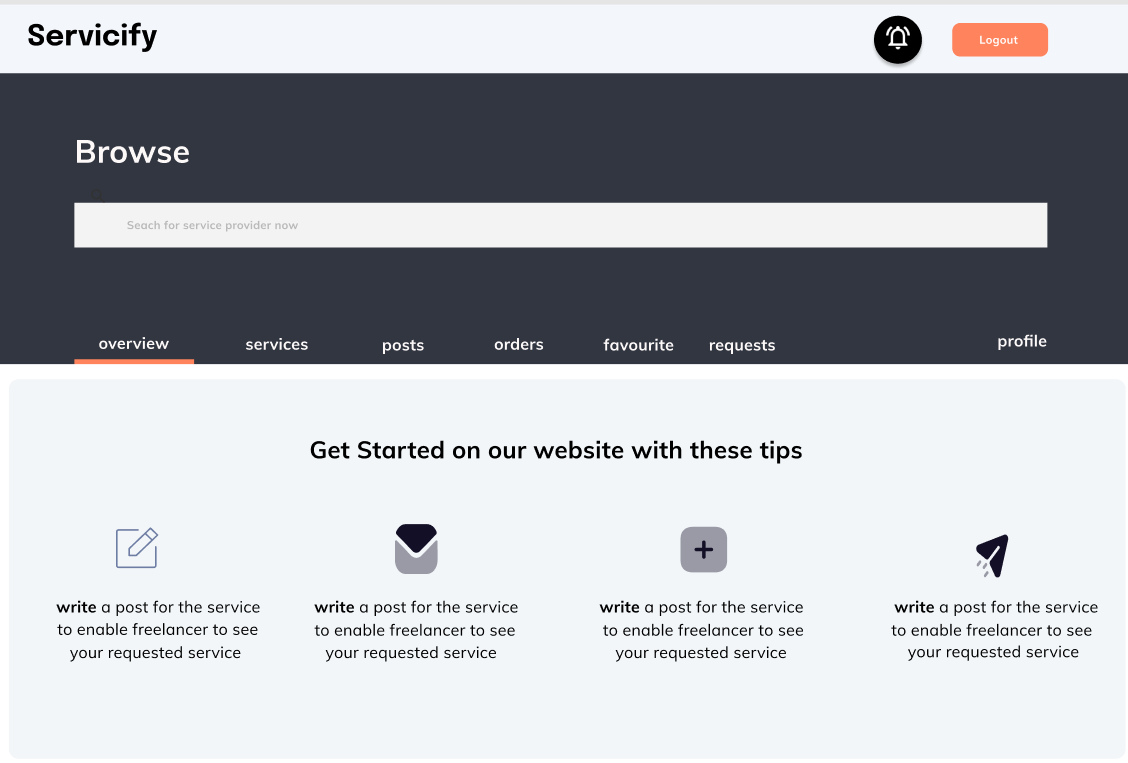 Servicify
Logout
Browse
Seach for service provider now
overview services posts orders favourite requests profile
Get Started on our website with these tips
write a post for the service
to enable freelancer to see
your requested service
write a post for the service
to enable freelancer to see
your requested service
write a post for the service
to enable freelancer to see
your requested service
write a post for the service
to enable freelancer to see
your requested service